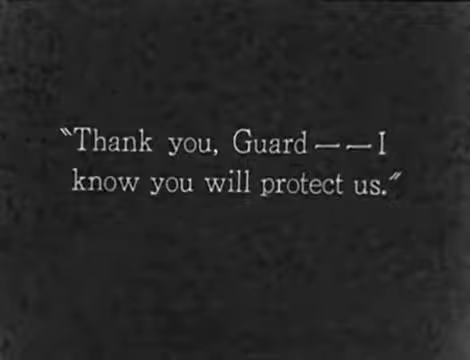 "Thank you, Guard — — I
know you will protect us."